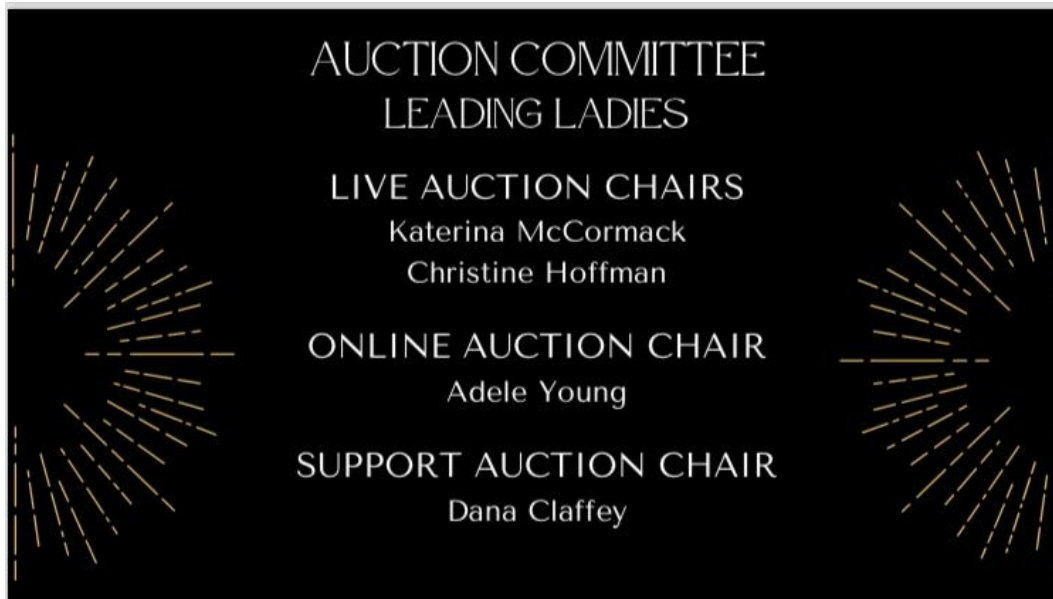 AUCTION COMMITTEE
LEADING LADIES
LIVE AUCTION CHAIRS
Katerina McCormack
Christine Hoffman
ONLINE AUCTION CHAIR
Adele Young
SUPPORT AUCTION CHAIR
Dana Claffey